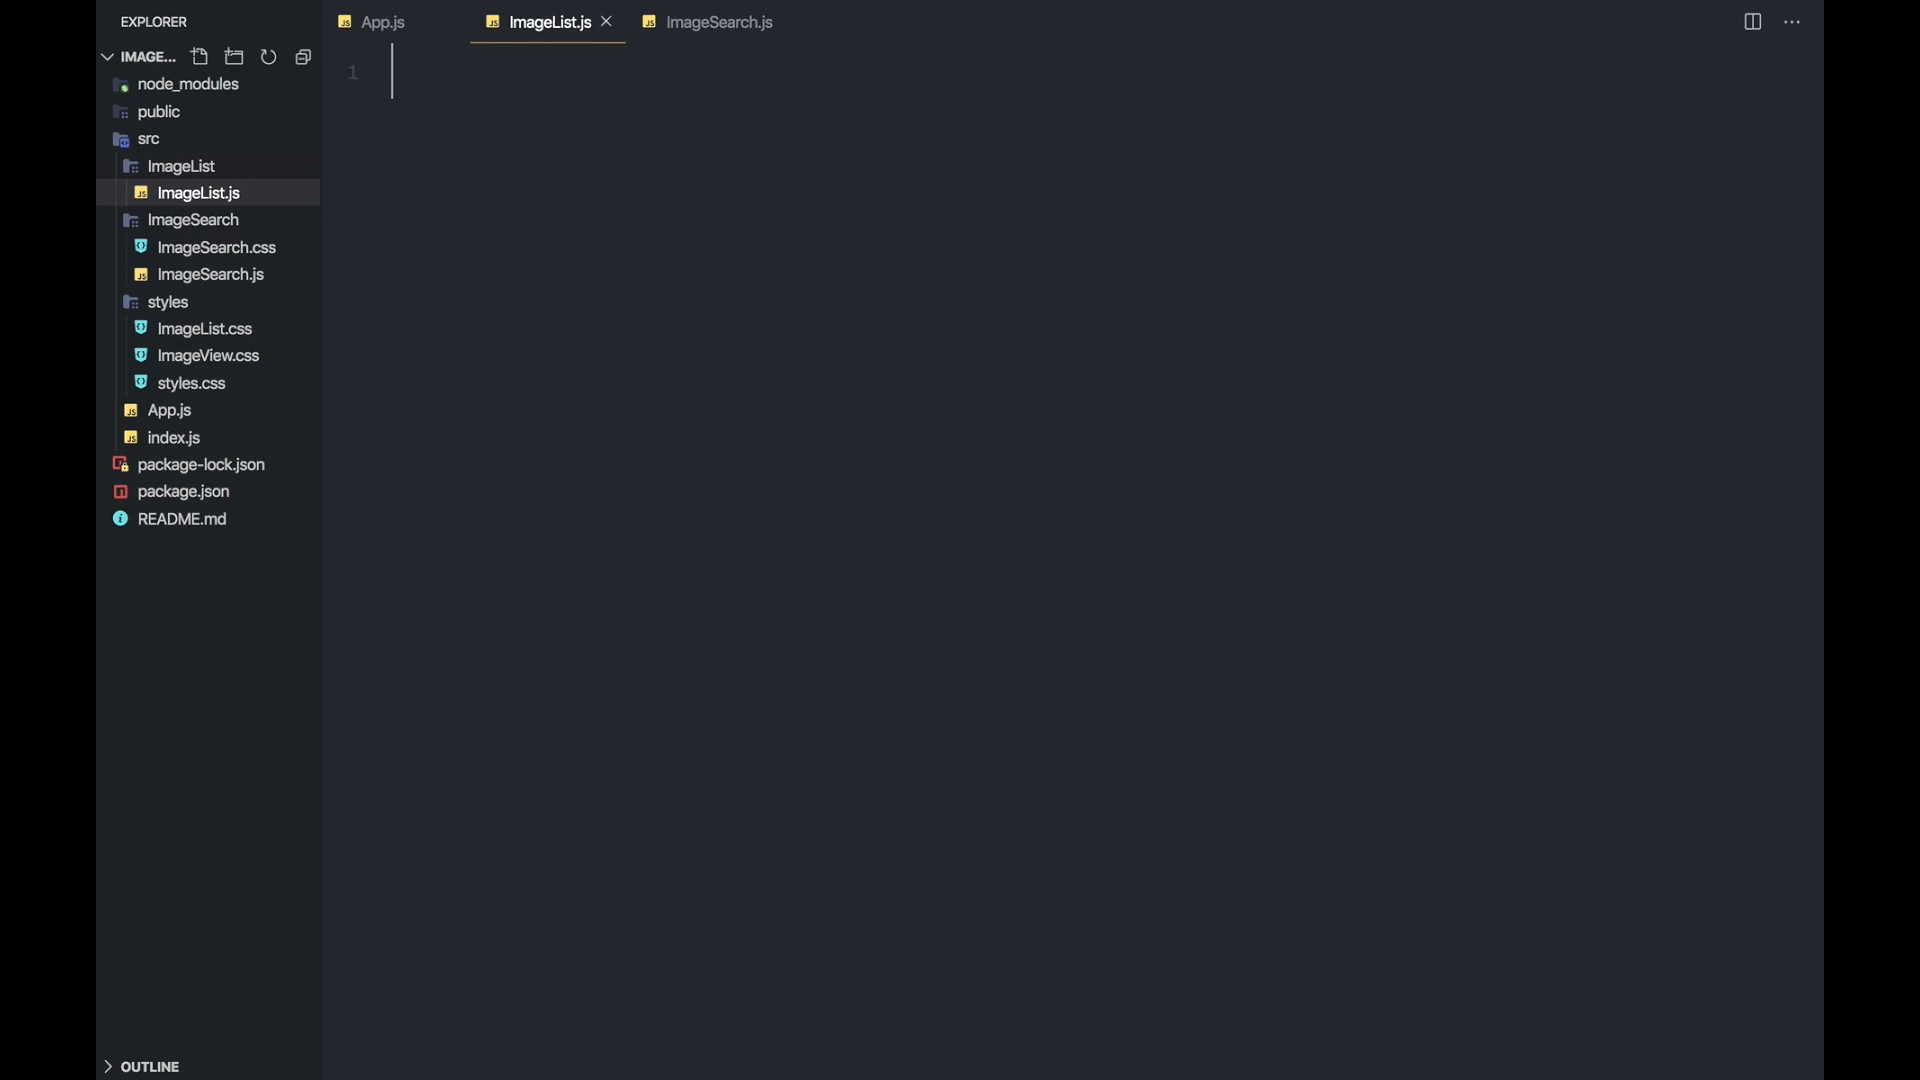 EXPLORER
App.js
ImageList.js
ImageSearch.js
IMAGE...
1
node_modules
public
src
ImageList
ImageList.js
ImageSearch
ImageSearch.css
ImageSearch.js
styles
ImageList.css
ImageView.css
styles.css
App.js
index.js
package-lock.json
package.json
README.md
OUTLINE